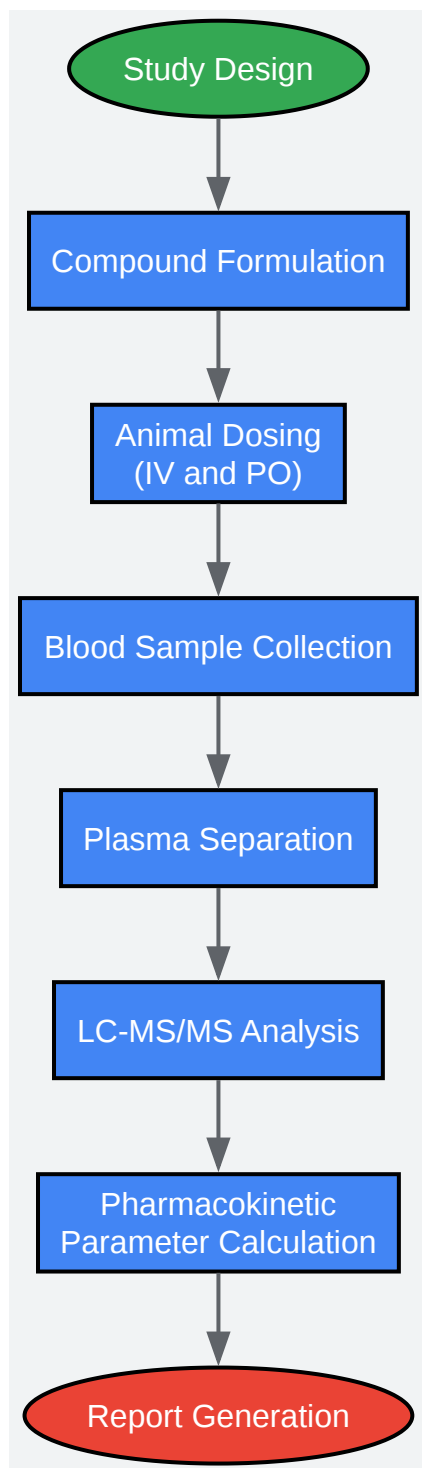 Study Design
Compound Formulation
Animal Dosing
(IV and PO)
Blood Sample Collection
Plasma Separation
LC-MS/MS Analysis
Pharmacokinetic
Parameter Calculation
Report Generation